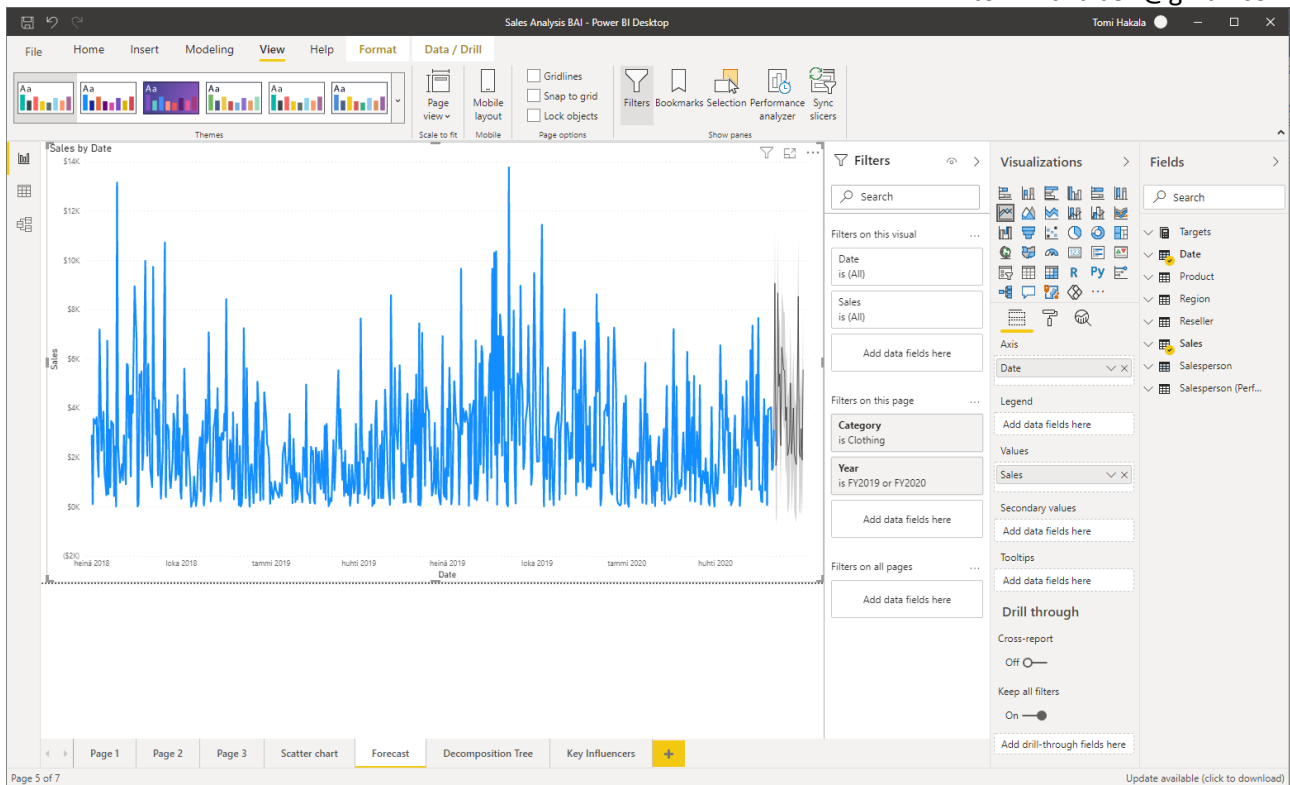 Sales Analysis BAI - Power BI Desktop
Tomi Hakala
File Home Insert Modeling View Help Format Data / Drill
Aa Aa Aa Aa Aa Aa
Page view
Mobile layout
Gridlines
Snap to grid
Lock objects
Filters Bookmarks Selection Performance analyzer Sync slicers
Themes Scale to fit Mobile Page options Show panes
Sales by Date
$14K
$12K
$10K
$8K
$6K
$4K
$2K
$0K
($2K)
Sales
heinä 2018 loka 2018 tammi 2019 huhti 2019 heinä 2019 loka 2019 tammi 2020 huhti 2020
Date
Filters
Search
Filters on this visual ...
Date
is (All)
Sales
is (All)
Add data fields here
Filters on this page ...
Category
is Clothing
Year
is FY2019 or FY2020
Add data fields here
Filters on all pages ...
Add data fields here
Visualizations
R Py
...
Axis
Date
Legend
Add data fields here
Values
Sales
Secondary values
Add data fields here
Tooltips
Add data fields here
Drill through
Cross-report
Off
Keep all filters
On
Add drill-through fields here
Fields
Search
Targets
Date
Product
Region
Reseller
Sales
Salesperson
Salesperson (Perf...
Page 1 Page 2 Page 3 Scatter chart Forecast Decomposition Tree Key Influencers +
Page 5 of 7
Update available (click to download)